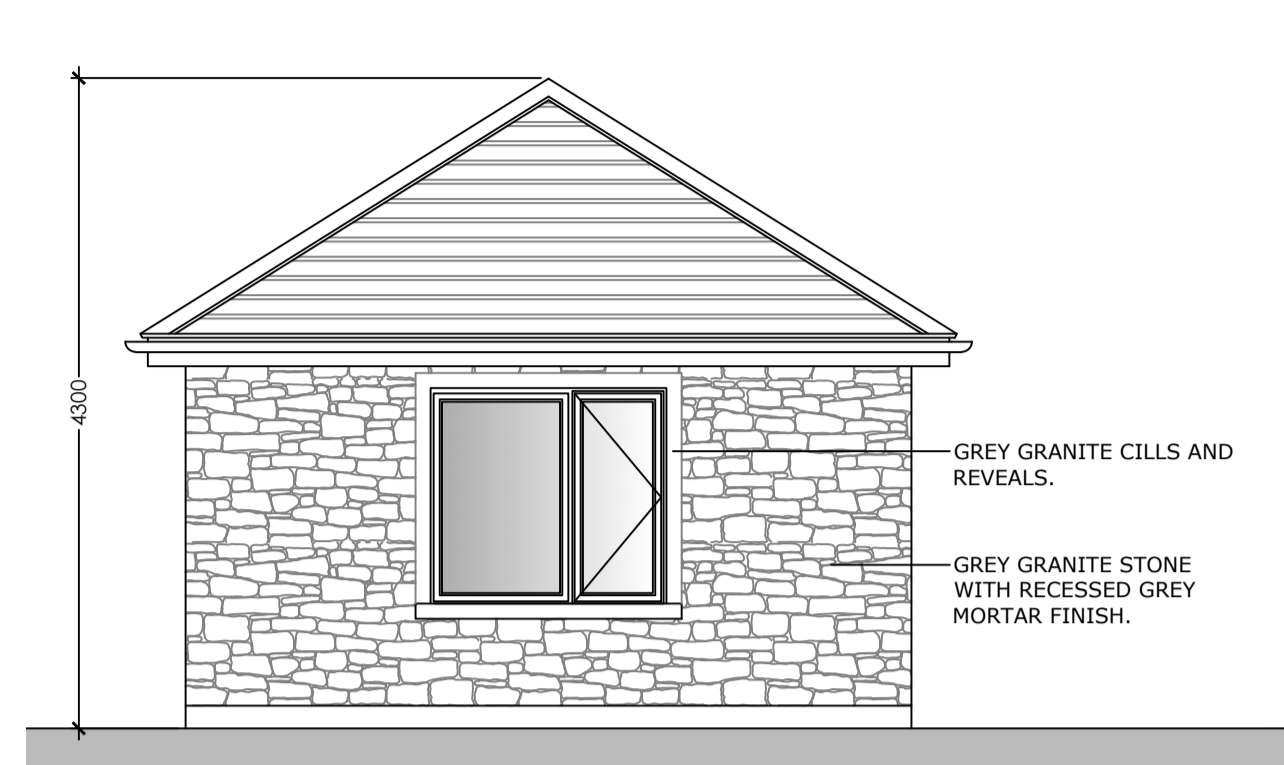 4300
GREY GRANITE CILLS AND
REVEALS.
GREY GRANITE STONE
WITH RECESSED GREY
MORTAR FINISH.